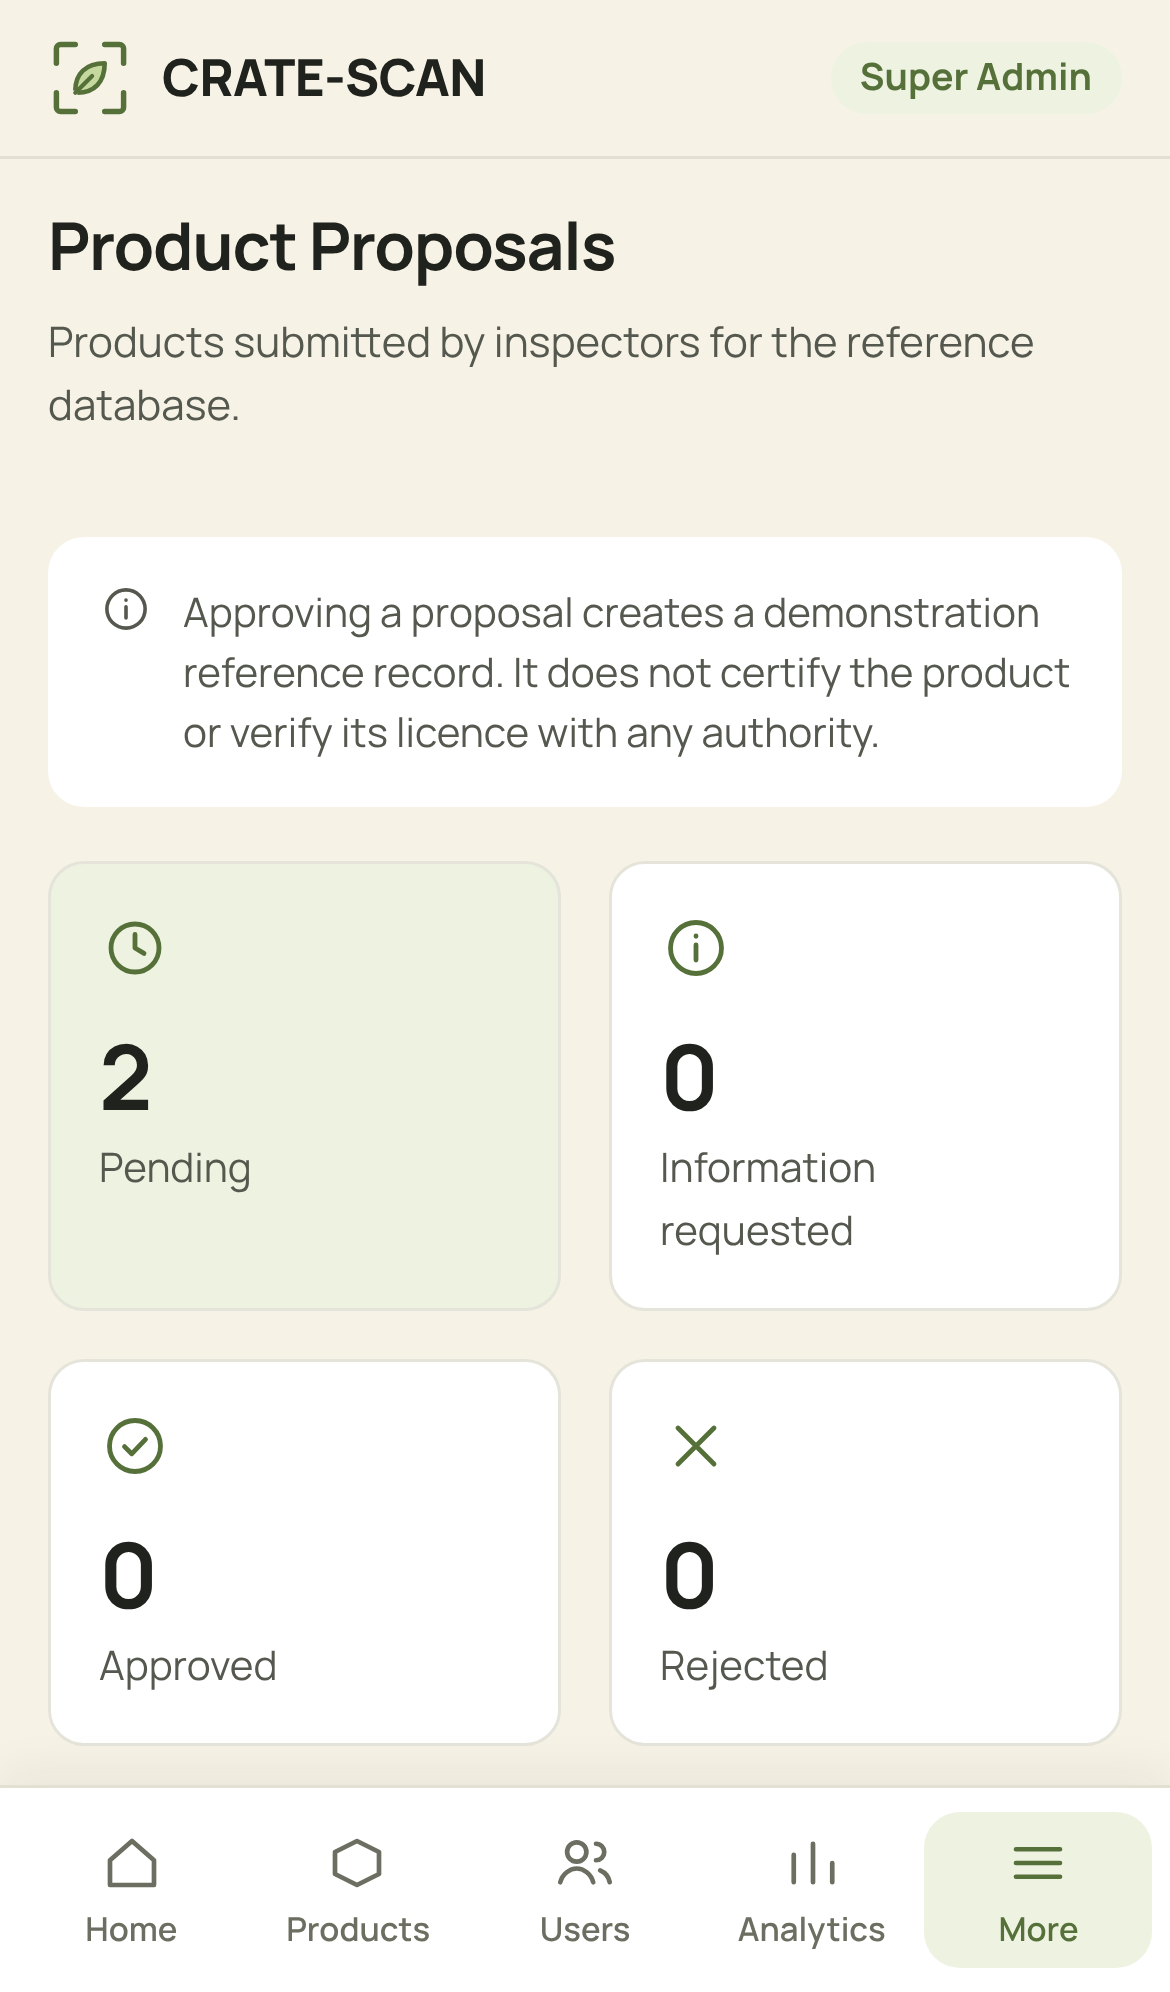 CRATE-SCAN
Super Admin
Product Proposals
Products submitted by inspectors for the reference
database.
Approving a proposal creates a demonstration
reference record. It does not certify the product
or verify its licence with any authority.
2
Pending
0
Information
requested
0
Approved
0
Rejected
Home
Products
Users
Analytics
More